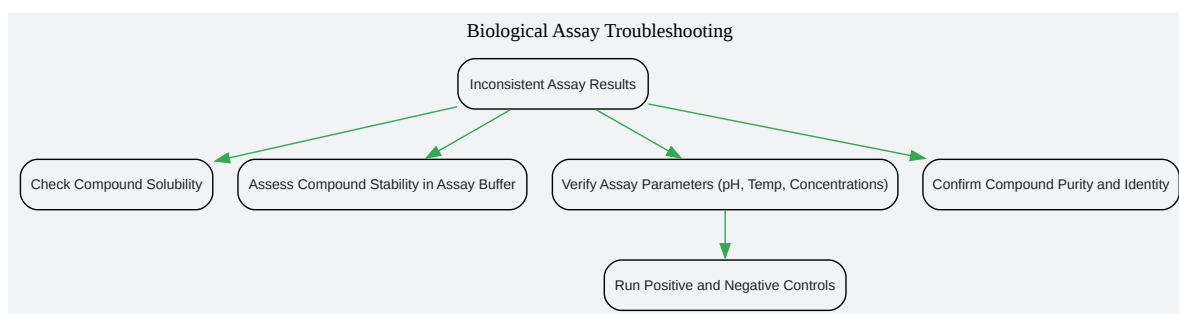 Biological Assay Troubleshooting
Inconsistent Assay Results
Check Compound Solubility
Assess Compound Stability in Assay Buffer
Verify Assay Parameters (pH, Temp, Concentrations)
Confirm Compound Purity and Identity
Run Positive and Negative Controls